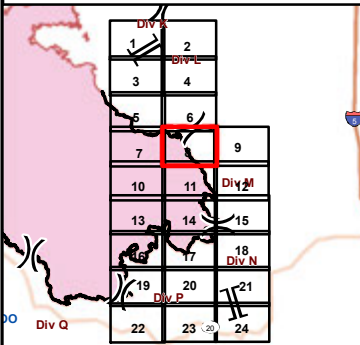 Div K
1 2
Div L
3 4
5 6
5
7 9
10 11 12
Div M
13 14 15
16 17 18
Div N
19 20 21
Div P
DO
Div Q
22 23 20 24